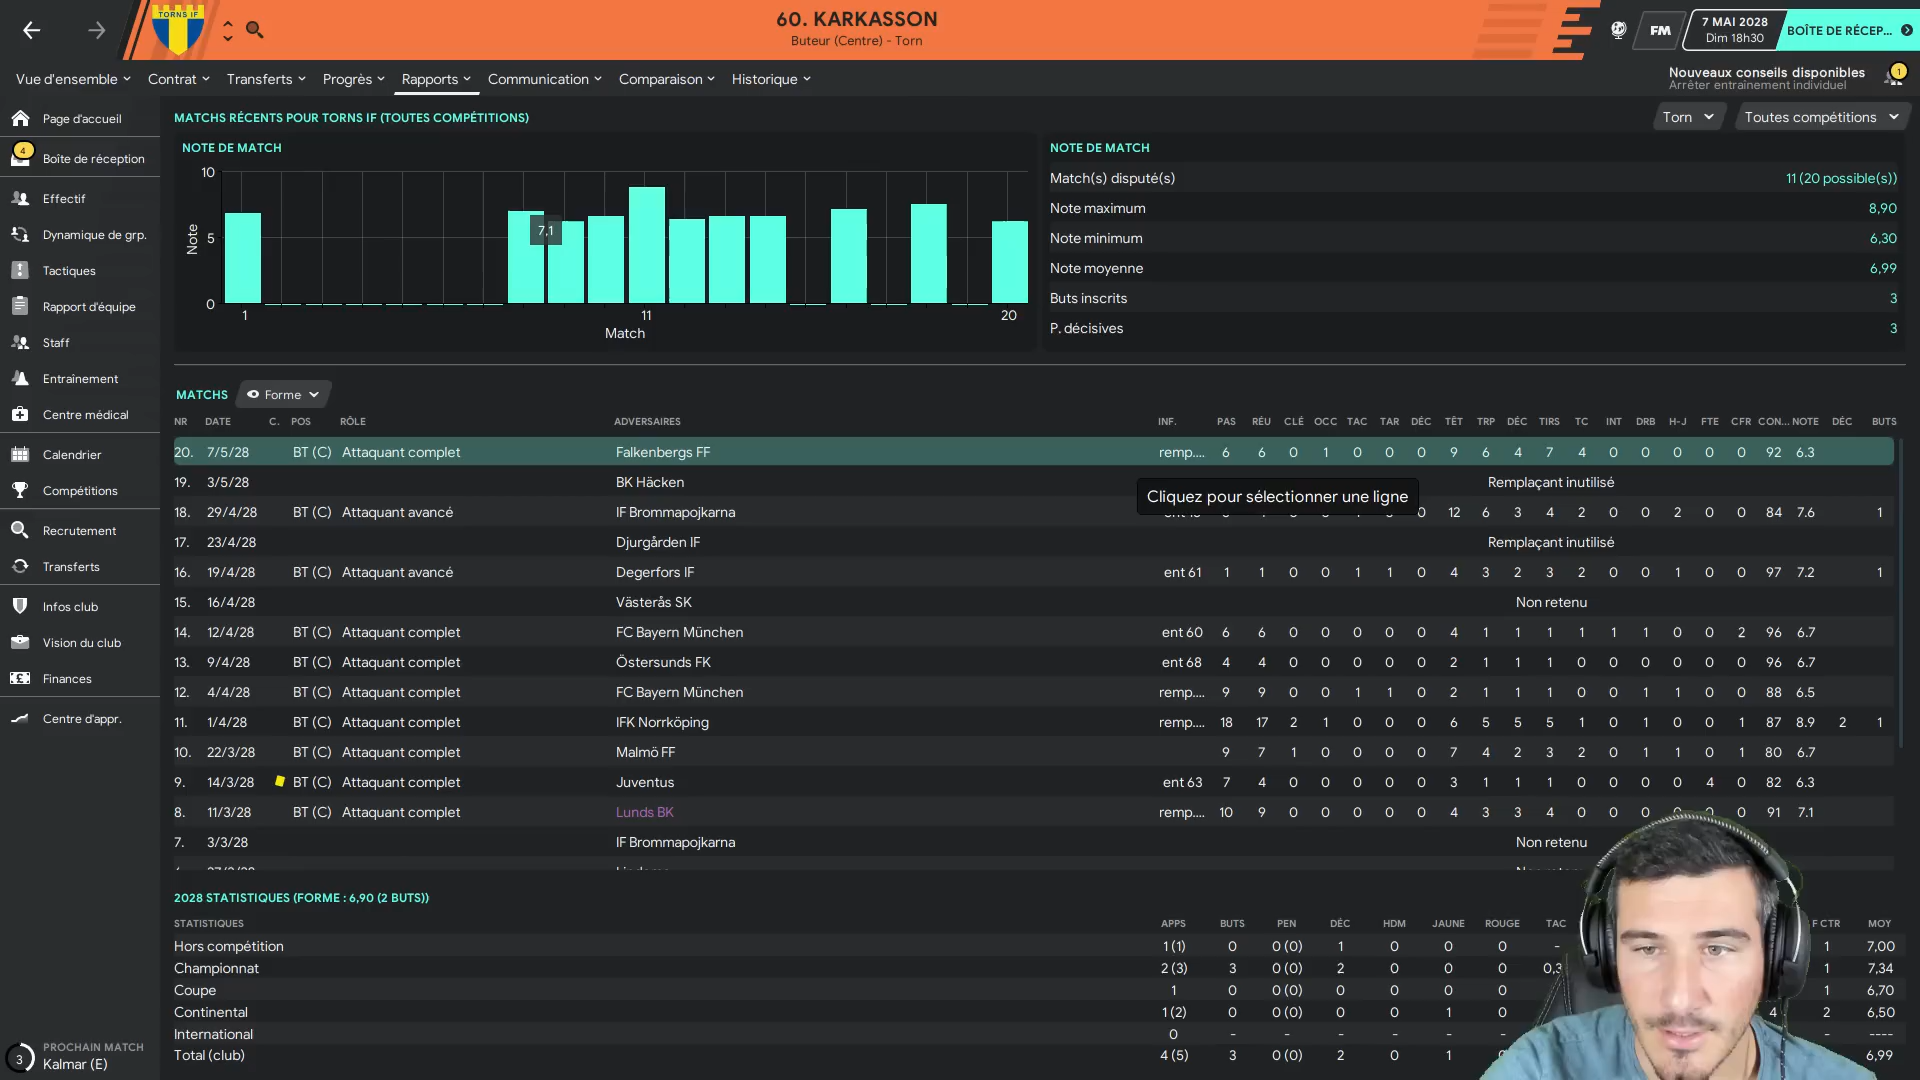 TORNS IF
60. KARKASSON
Buteur (Centre) - Torn
FM
7 MAI 2028
Dim 18h30
BOÎTE DE RÉCEP...
Vue d'ensemble
Contrat
Transferts
Progrès
Rapports
Communication
Comparaison
Historique
Nouveaux conseils disponibles
Arrêter entrainement individuel
1
Page d'accueil
4
Boîte de réception
Effectif
Dynamique de grp.
Tactiques
Rapport d'équipe
Staff
Entraînement
Centre médical
Calendrier
Compétitions
Recrutement
Transferts
Infos club
Vision du club
Finances
Centre d'appr.
3
PROCHAIN MATCH
Kalmar (E)
MATCHS RÉCENTS POUR TORNS IF (TOUTES COMPÉTITIONS)
Torn
Toutes compétitions
NOTE DE MATCH
10
5
0
Note
7,1
1
11
20
Match
NOTE DE MATCH
Match(s) disputé(s) 11 (20 possible(s))
Note maximum 8,90
Note minimum 6,30
Note moyenne 6,99
Buts inscrits 3
P. décisives 3
MATCHS
Forme
NR DATE C. POS RÔLE ADVERSAIRES INF. PAS RÉU CLÉ OCC TAC TAR DÉC TÊT TRP DÉC TIRS TC INT DRB H-J FTE CFR CON... NOTE DÉC BUTS
20. 7/5/28 BT (C) Attaquant complet Falkenbergs FF remp.... 6 6 0 1 0 0 0 9 6 4 7 4 0 0 0 0 0 92 6.3
19. 3/5/28 BK Häcken Remplaçant inutilisé
Cliquez pour sélectionner une ligne
18. 29/4/28 BT (C) Attaquant avancé IF Brommapojkarna 0 12 6 3 4 2 0 0 2 0 0 84 7.6 1
17. 23/4/28 Djurgården IF Remplaçant inutilisé
16. 19/4/28 BT (C) Attaquant avancé Degerfors IF ent 61 1 1 0 0 1 1 0 4 3 2 3 2 0 0 1 0 0 97 7.2 1
15. 16/4/28 Västerås SK Non retenu
14. 12/4/28 BT (C) Attaquant complet FC Bayern München ent 60 6 6 0 0 0 0 0 4 1 1 1 1 1 1 0 0 2 96 6.7
13. 9/4/28 BT (C) Attaquant complet Östersunds FK ent 68 4 4 0 0 0 0 0 2 1 1 1 0 0 0 0 0 0 96 6.7
12. 4/4/28 BT (C) Attaquant complet FC Bayern München remp.... 9 9 0 0 1 1 0 2 1 1 1 0 0 1 1 0 0 88 6.5
11. 1/4/28 BT (C) Attaquant complet IFK Norrköping remp.... 18 17 2 1 0 0 0 6 5 5 5 1 0 1 0 0 1 87 8.9 2 1
10. 22/3/28 BT (C) Attaquant complet Malmö FF 9 7 1 0 0 0 0 7 4 2 3 2 0 1 1 0 1 80 6.7
9. 14/3/28 BT (C) Attaquant complet Juventus ent 63 7 4 0 0 0 0 0 3 1 1 1 0 0 0 0 4 0 82 6.3
8. 11/3/28 BT (C) Attaquant complet Lunds BK remp.... 10 9 0 0 0 0 0 4 3 3 4 0 0 0 91 7.1
7. 3/3/28 IF Brommapojkarna Non retenu
2028 STATISTIQUES (FORME : 6,90 (2 BUTS))
STATISTIQUES APPS BUTS PEN DÉC HDM JAUNE ROUGE TAC F CTR MOY
Hors compétition 1 (1) 0 0 (0) 1 0 0 0 - 1 7,00
Championnat 2 (3) 3 0 (0) 2 0 0 0 0,3 1 7,34
Coupe 1 0 0 (0) 0 0 0 0 1 6,70
Continental 1 (2) 0 0 (0) 0 0 1 0 4 2 6,50
International 0 - - - - - - - ----
Total (club) 4 (5) 3 0 (0) 2 0 1 6,99